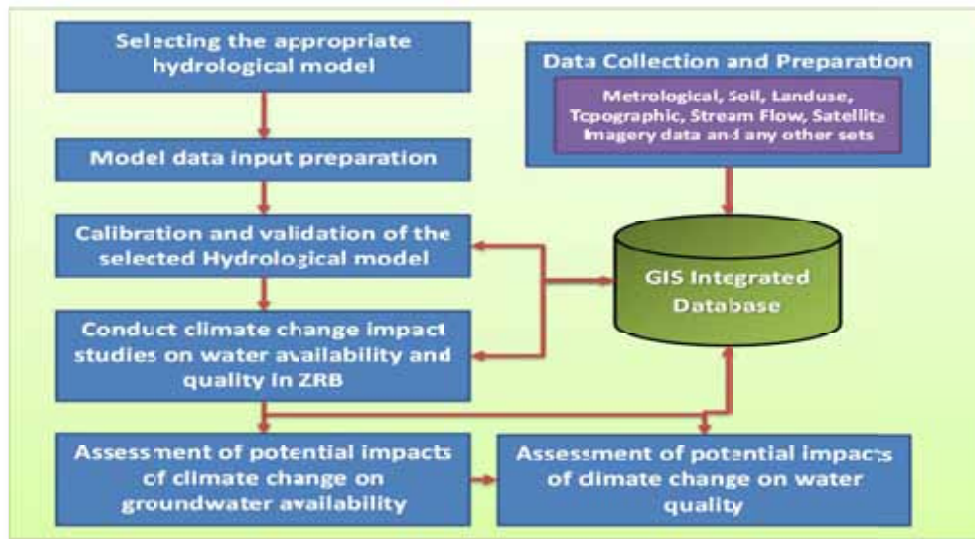 Selecting the appropriate
hydrological model
Data Collection and Preparation
Metrological, Soil, Landuse,
Topographic, Stream Flow, Satellite
Imagery data and any other sets
Model data input preparation
Calibration and validation of the
selected Hydrological model
GIS Integrated
Database
Conduct climate change impact
studies on water availability and
quality in ZRB
Assessment of potential impacts
of climate change on
groundwater availability
Assessment of potential impacts
of climate change on water
quality